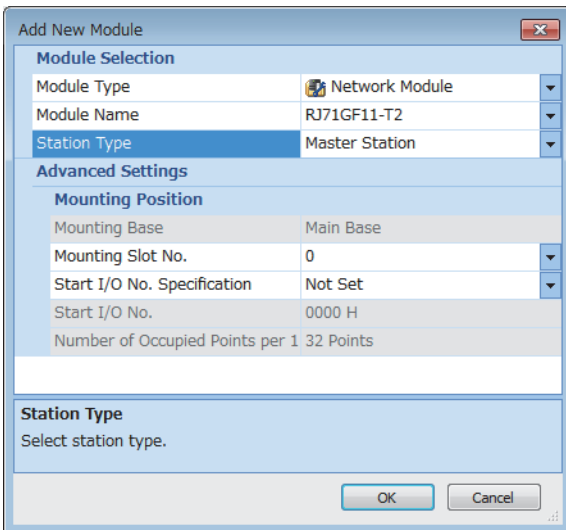 Add New Module
Module Selection
Module Type Network Module
Module Name RJ71GF11-T2
Station Type Master Station
Advanced Settings
Mounting Position
Mounting Base Main Base
Mounting Slot No. 0
Start I/O No. Specification Not Set
Start I/O No. 0000 H
Number of Occupied Points per 1 32 Points
Station Type
Select station type.
OK Cancel